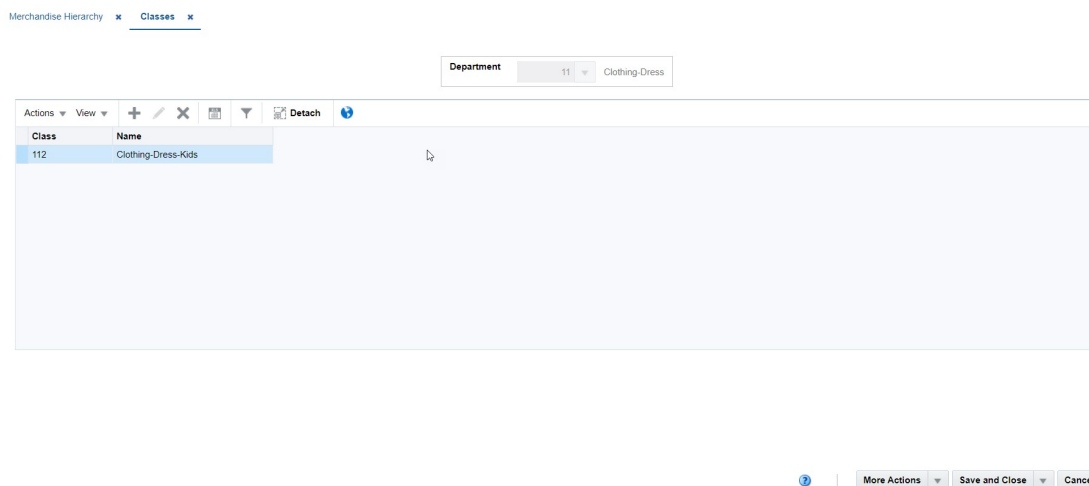 Merchandise Hierarchy Classes
Department 11 Clothing-Dress
Actions View Detach
Class Name
112 Clothing-Dress-Kids
More Actions Save and Close Cance